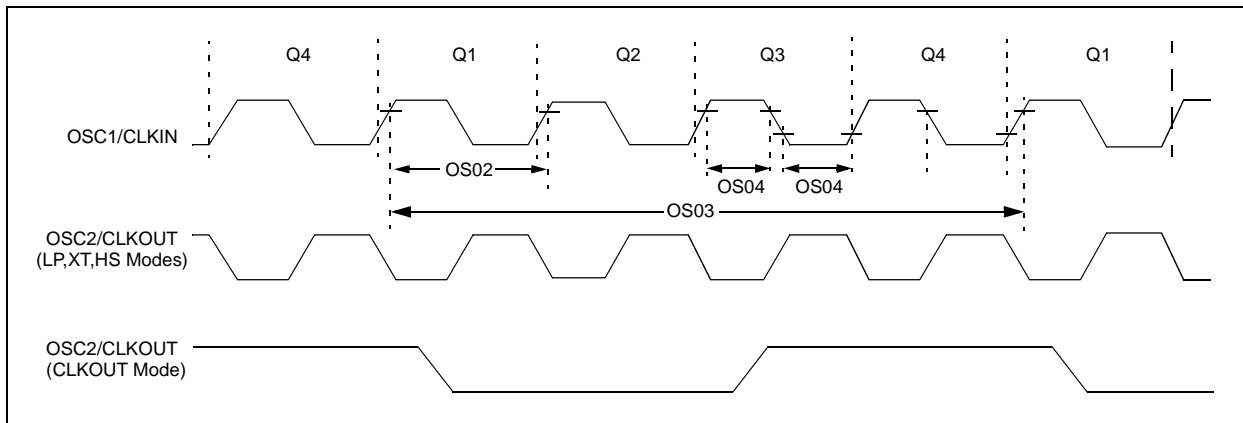 Q4 Q1 Q2 Q3 Q4 Q1
OSC1/CLKIN
OS02
OS04 OS04
OS03
OSC2/CLKOUT
(LP,XT,HS Modes)
OSC2/CLKOUT
(CLKOUT Mode)